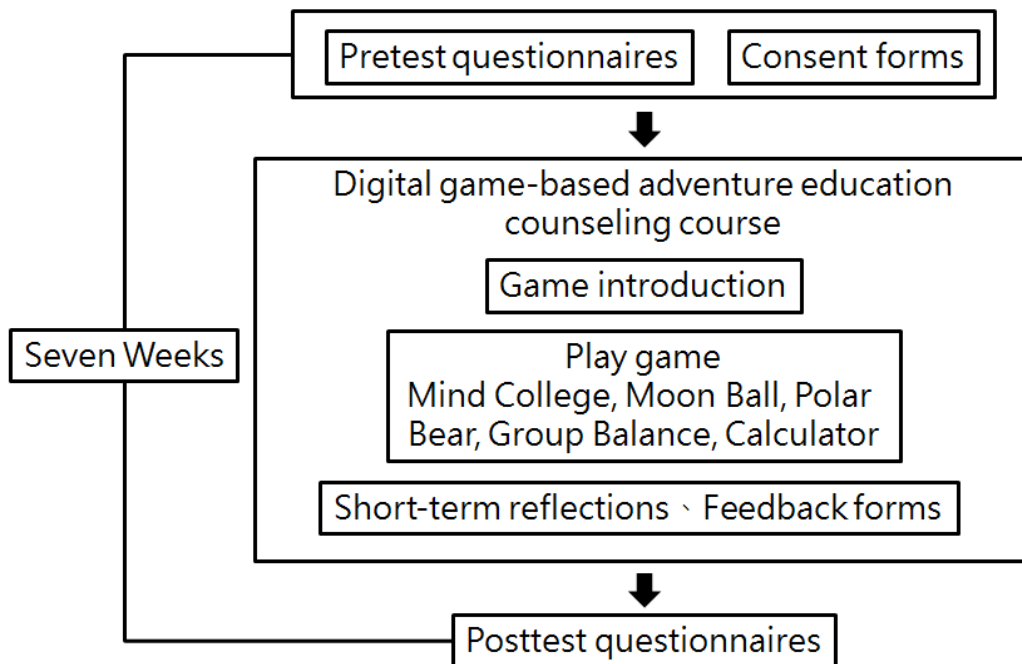 Pretest questionnaires
Consent forms
Digital game-based adventure education
counseling course
Game introduction
Seven Weeks
Play game
Mind College, Moon Ball, Polar
Bear, Group Balance, Calculator
Short-term reflections、Feedback forms
Posttest questionnaires